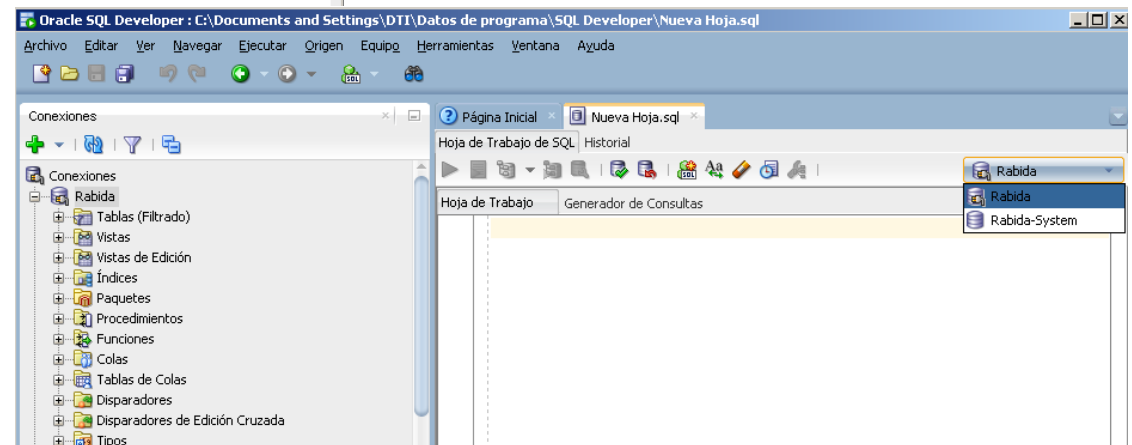 Oracle SQL Developer : C:\Documents and Settings\DTI\Datos de programa\SQL Developer\Nueva Hoja.sql
Archivo Editar Ver Navegar Ejecutar Origen Equipo Herramientas Ventana Ayuda
SQL
Conexiones
Página Inicial Nueva Hoja.sql
Hoja de Trabajo de SQL Historial
SQL
Rabida
Hoja de Trabajo Generador de Consultas
Rabida
Rabida-System
Conexiones
Rabida
Tablas (Filtrado)
Vistas
Vistas de Edición
Índices
Paquetes
Procedimientos
Funciones
Colas
Tablas de Colas
Disparadores
Disparadores de Edición Cruzada
Tipos